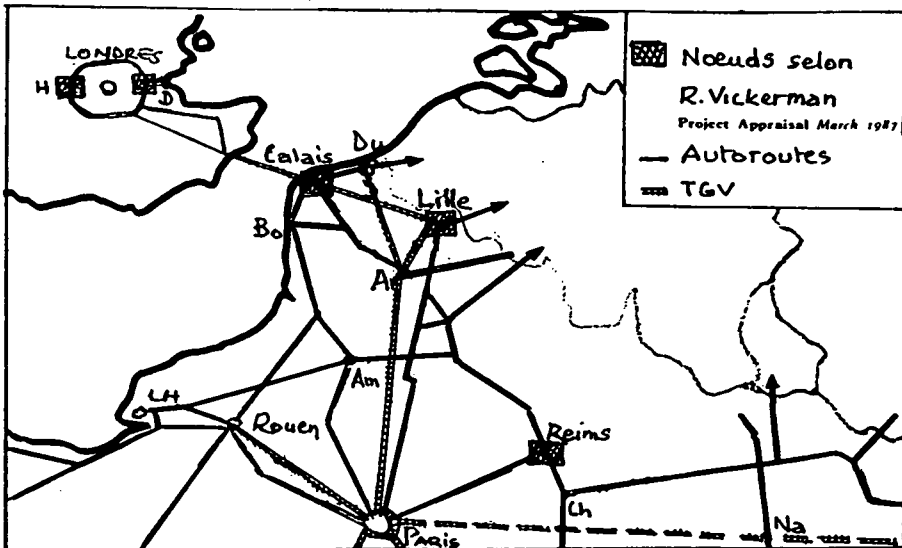 LONDRES
H
D
Calais
Du
Lille
Bo
A
Am
LH
Rouen
Reims
Ch
Na
PARIS
Noeuds selon
R. Vickerman
Project Appraisal March 1987
Autoroutes
TGV